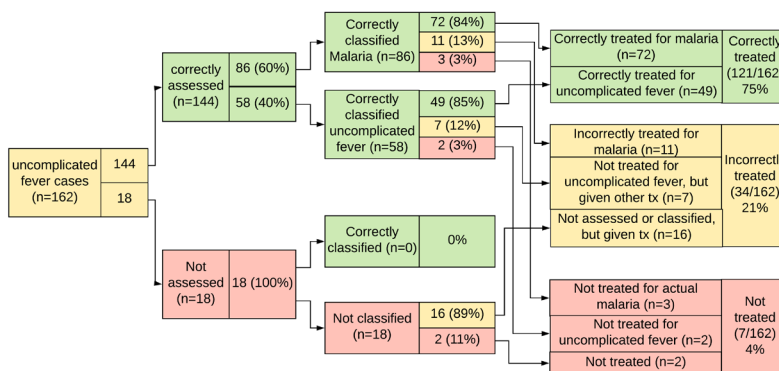 uncomplicated
fever cases
(n=162)
144
18
correctly
assessed
(n=144)
86 (60%)
58 (40%)
Not
assessed
(n=18)
18 (100%)
Correctly
classified
Malaria (n=86)
72 (84%)
11 (13%)
3 (3%)
Correctly
classified
uncomplicated
fever (n=58)
49 (85%)
7 (12%)
2 (3%)
Correctly
classified (n=0)
0%
Not classified
(n=18)
16 (89%)
2 (11%)
Correctly treated for malaria
(n=72)
Correctly treated for
uncomplicated fever (n=49)
Correctly
treated
(121/162)
75%
Incorrectly treated for
malaria (n=11)
Not treated for
uncomplicated fever, but
given other tx (n=7)
Not assessed or classified,
but given tx (n=16)
Incorrectly
treated
(34/162)
21%
Not treated for actual
malaria (n=3)
Not treated for
uncomplicated fever (n=2)
Not treated (n=2)
Not
treated
(7/162)
4%